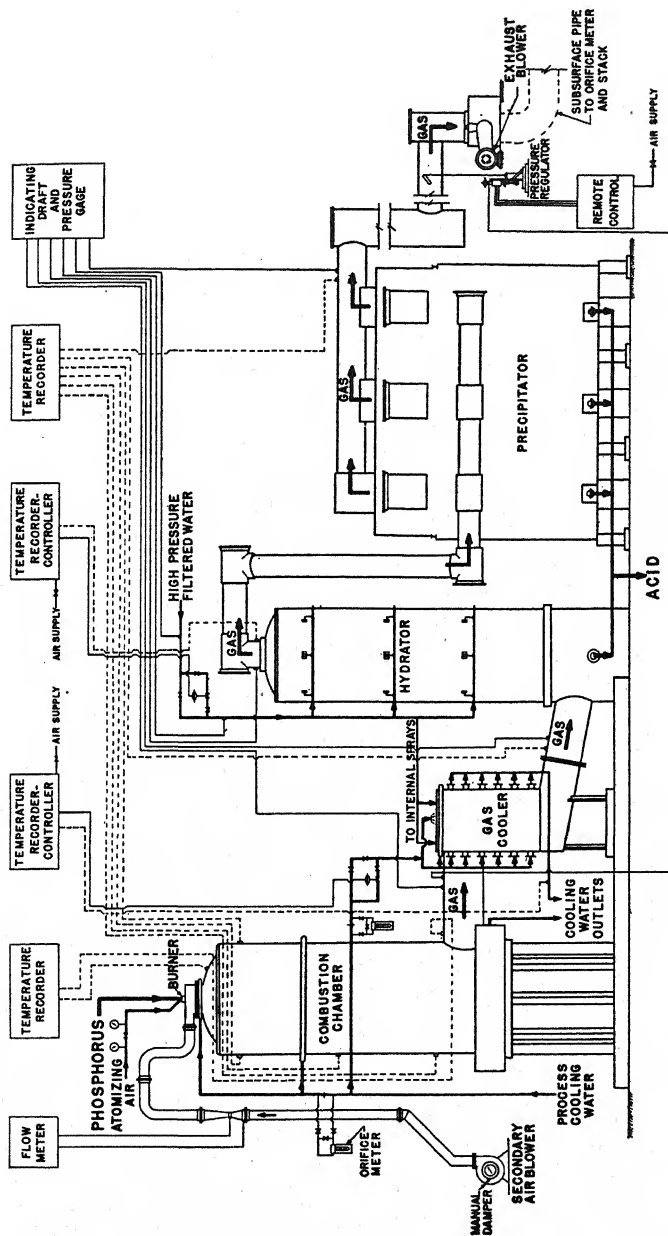 FLOW
METER
TEMPERATURE
RECORDER
TEMPERATURE
RECORDER-
CONTROLLER
AIR SUPPLY
TEMPERATURE
RECORDER-
CONTROLLER
AIR SUPPLY
TEMPERATURE
RECORDER
INDICATING
DRAFT
AND
PRESSURE
GAGE
PHOSPHORUS
ATOMIZING
AIR
BURNER
HIGH PRESSURE
FILTERED WATER
GAS
GAS
GAS
EXHAUST
BLOWER
SUBSURFACE PIPE
TO ORIFICE METER
AND STACK
PRESSURE
REGULATOR
REMOTE
CONTROL
AIR SUPPLY
COMBUSTION
CHAMBER
TO INTERNAL SPRAYS
GAS
GAS
COOLER
GAS
HYDRATOR
PRECIPITATOR
ORIFICE-
METER
MANUAL
DAMPER
SECONDARY
AIR BLOWER
PROCESS
COOLING
WATER
COOLING
WATER
OUTLETS
ACID